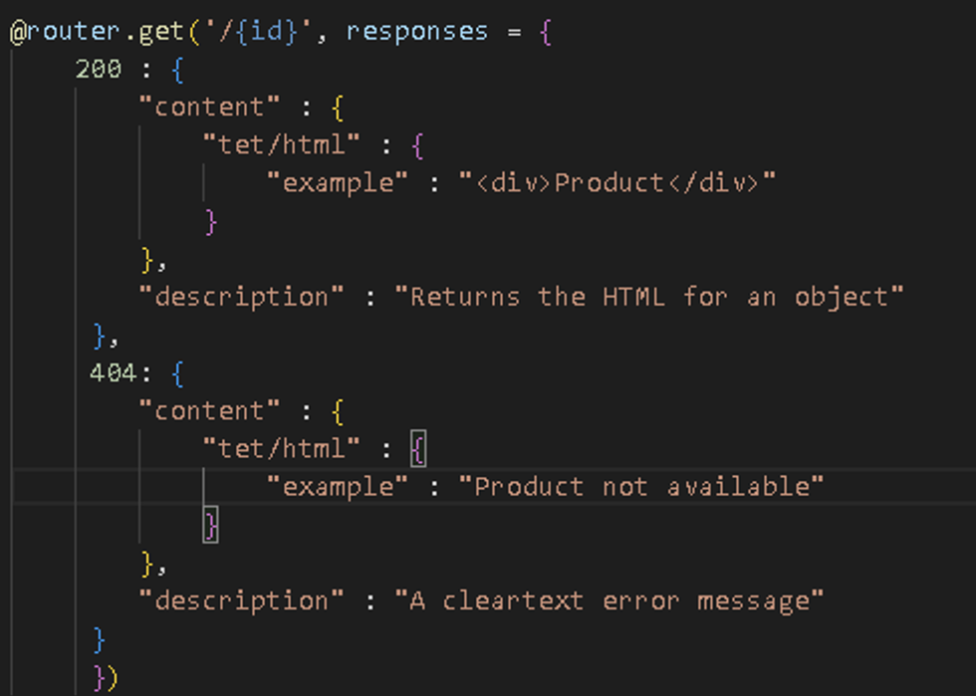 @router.get('/{id}', responses = {
200 : {
"content" : {
"tet/html" : {
"example" : "<div>Product</div>"
}
},
"description" : "Returns the HTML for an object"
},
404: {
"content" : {
"tet/html" : {
"example" : "Product not available"
}
},
"description" : "A cleartext error message"
}
})